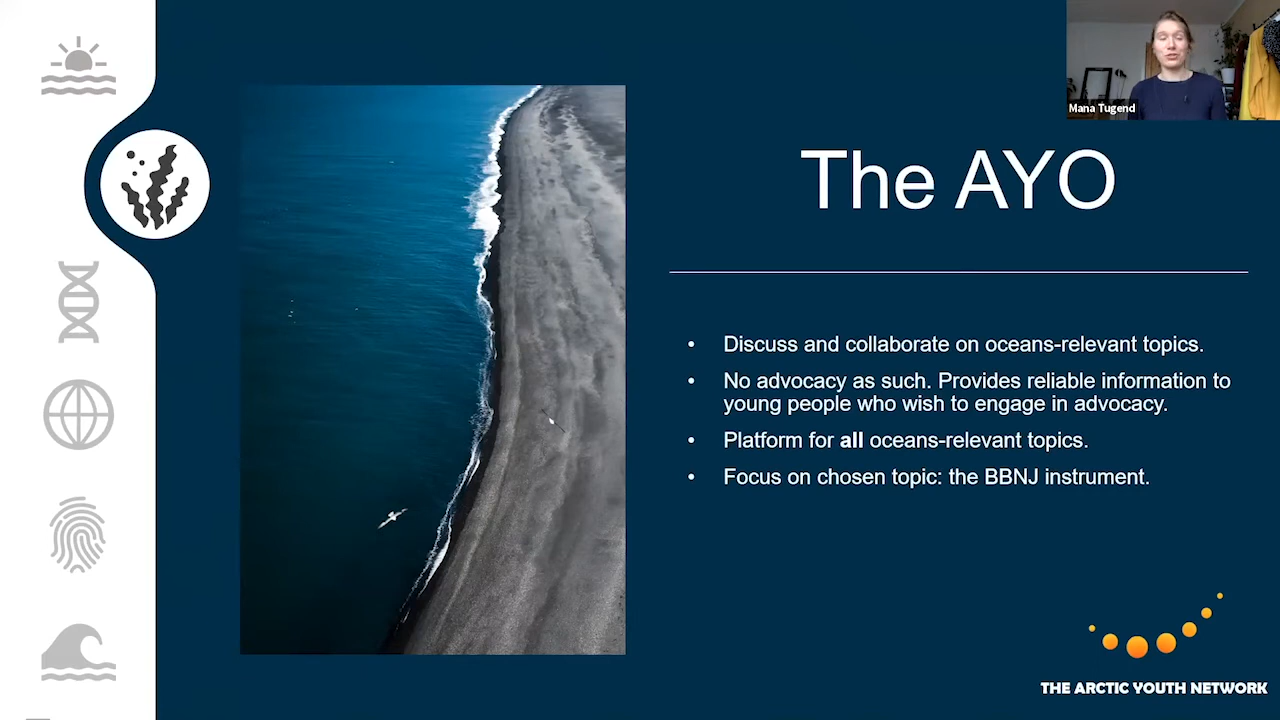 Mana Tugend
The AYO
• Discuss and collaborate on oceans-relevant topics.
• No advocacy as such. Provides reliable information to
young people who wish to engage in advocacy.
• Platform for all oceans-relevant topics.
• Focus on chosen topic: the BBNJ instrument.
THE ARCTIC YOUTH NETWORK